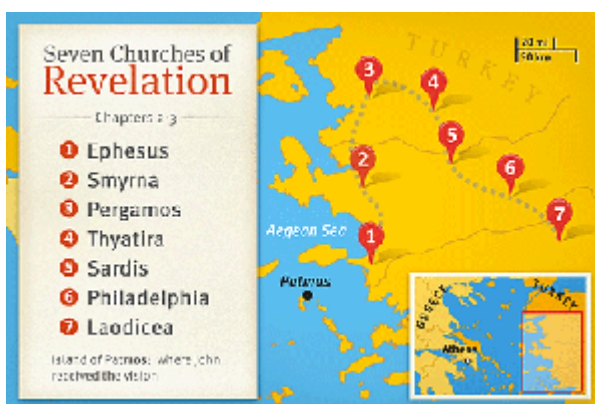 Seven Churches of
Revelation
Chapters 2-3
1 Ephesus
2 Smyrna
3 Pergamos
4 Thyatira
5 Sardis
6 Philadelphia
7 Laodicea
Island of Patmos: where John
received the vision
TURKEY
3
4
5
2
6
7
1
Aegean Sea
Patmos
GREECE
TURKEY
Athens